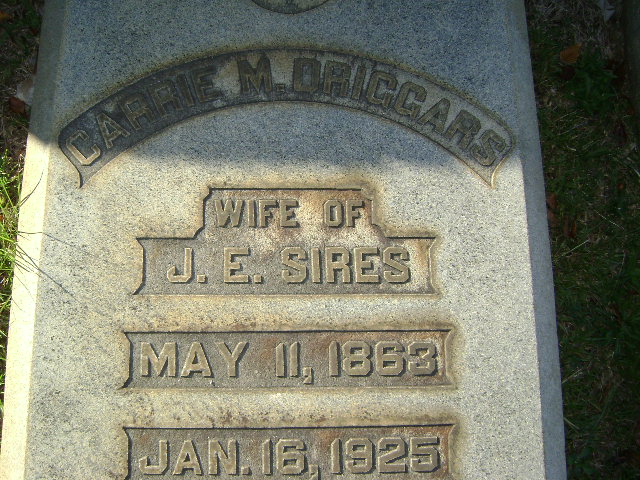 CARRIE M. DRIGGARS
WIFE OF
J. E. SIRES
MAY 11, 1863
JAN. 16, 1925